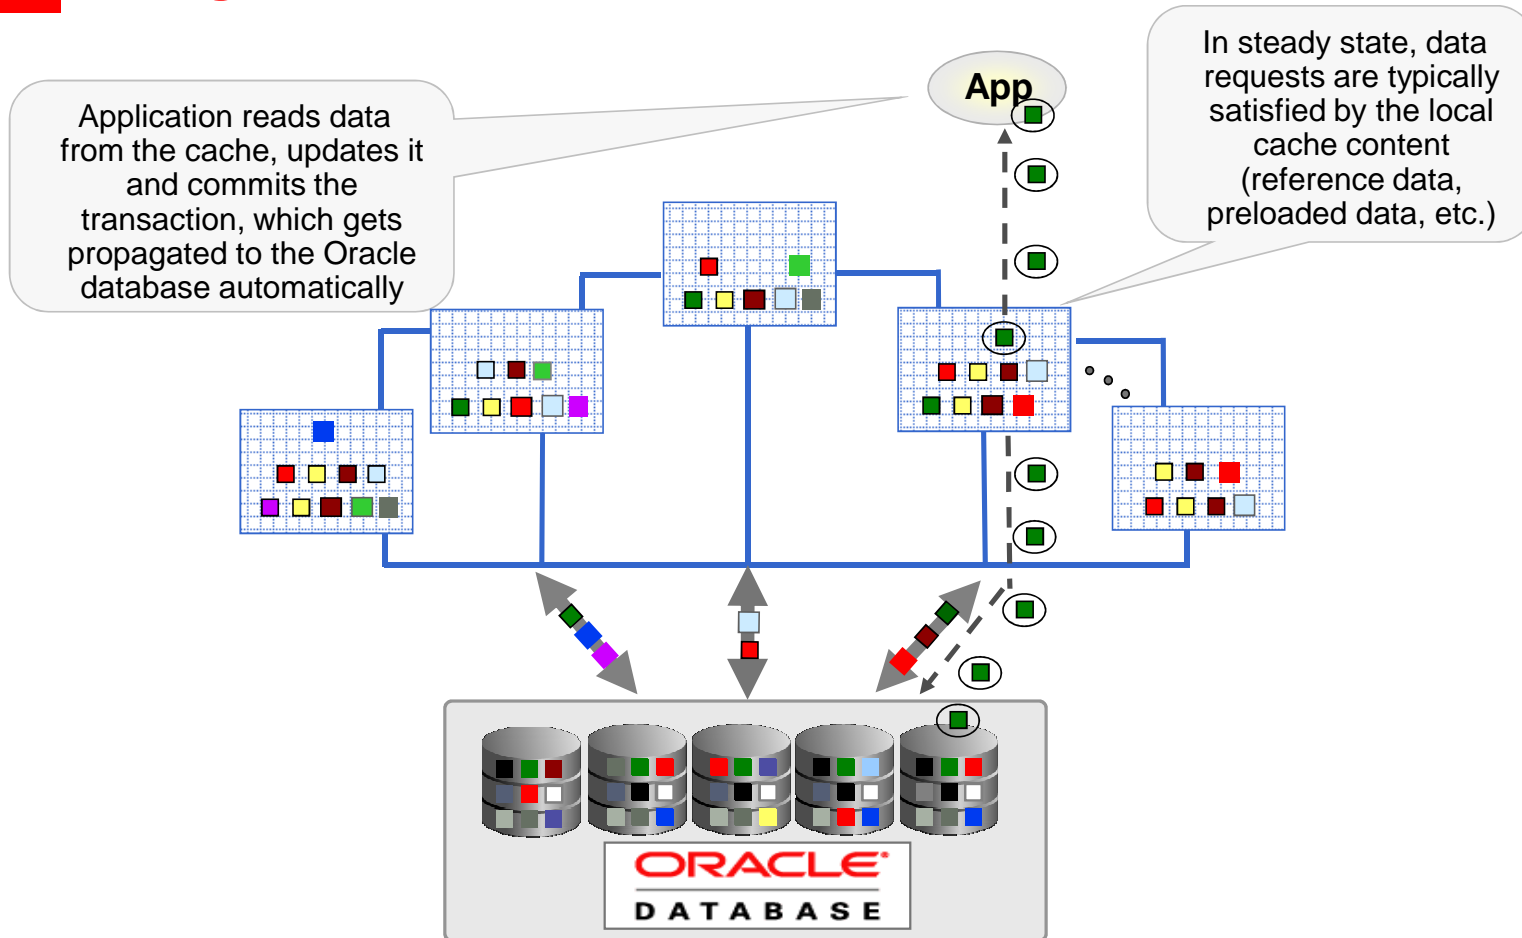 Application reads data
from the cache, updates it
and commits the
transaction, which gets
propagated to the Oracle
database automatically
App
In steady state, data
requests are typically
satisfied by the local
cache content
(reference data,
preloaded data, etc.)
ORACLE
DATABASE